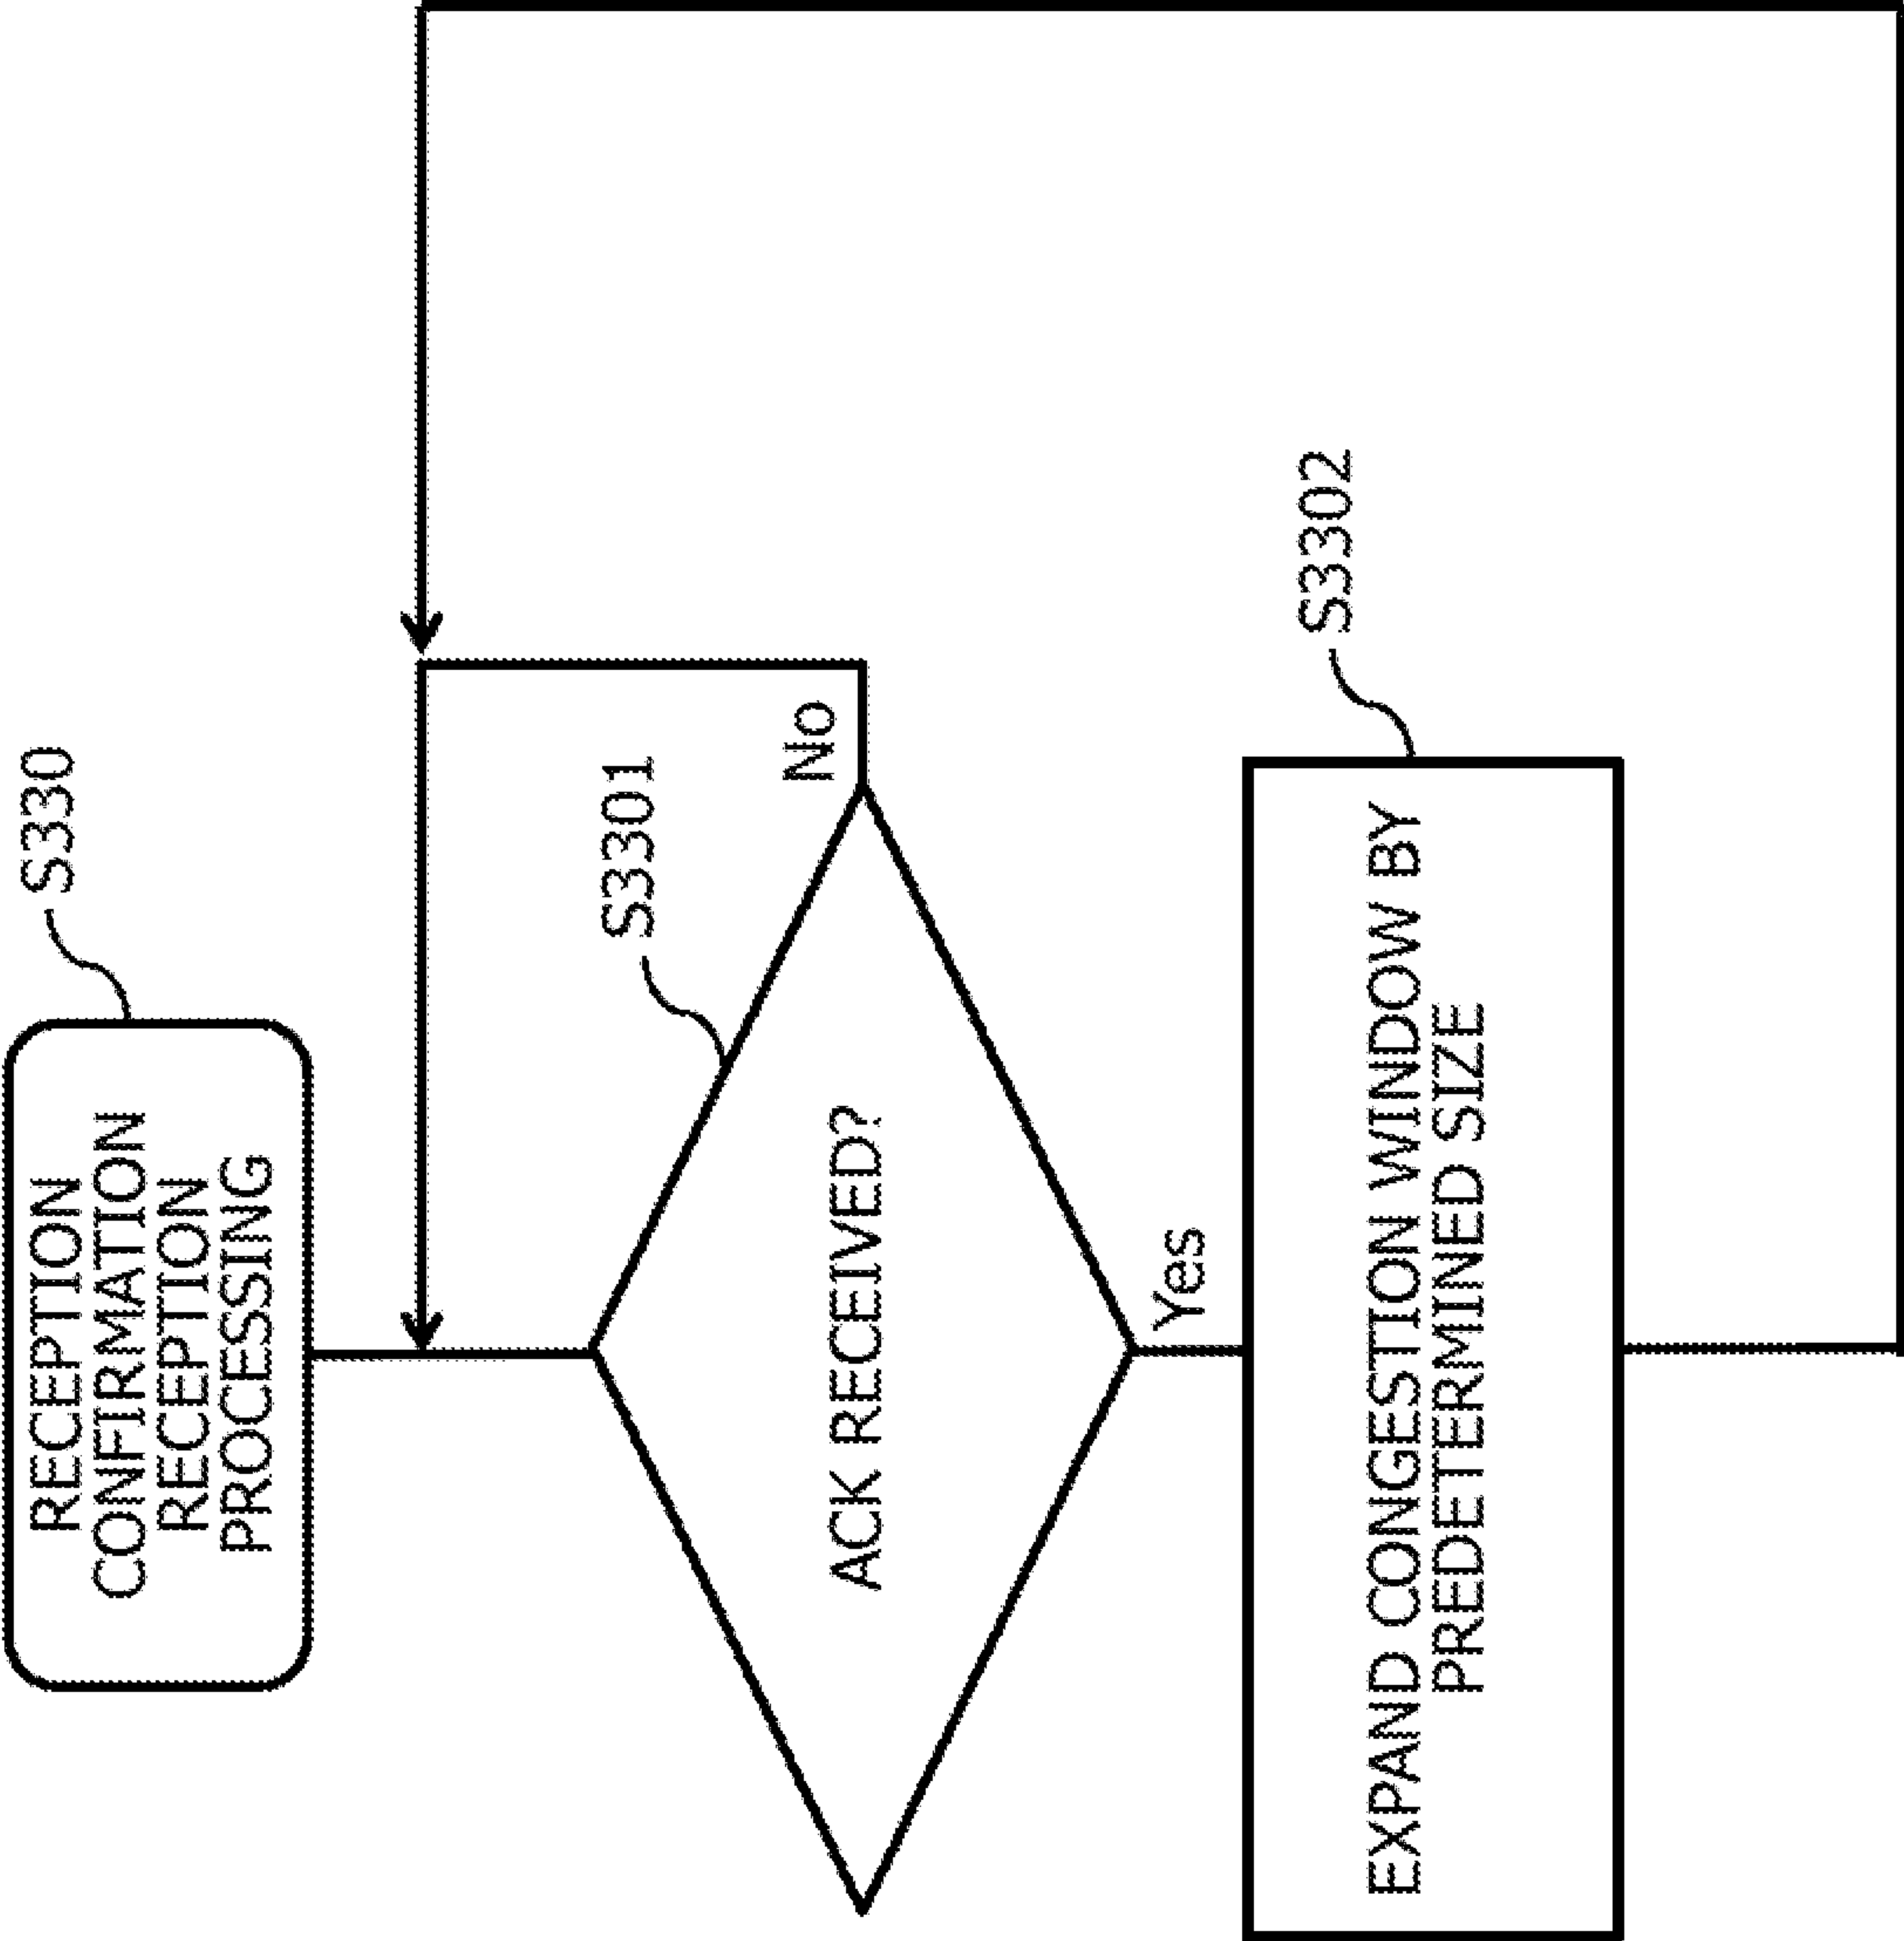 RECEPTION
CONFIRMATION
RECEPTION
PROCESSING
S330
ACK RECEIVED?
S3301
No
Yes
EXPAND CONGESTION WINDOW BY
PREDETERMINED SIZE
S3302